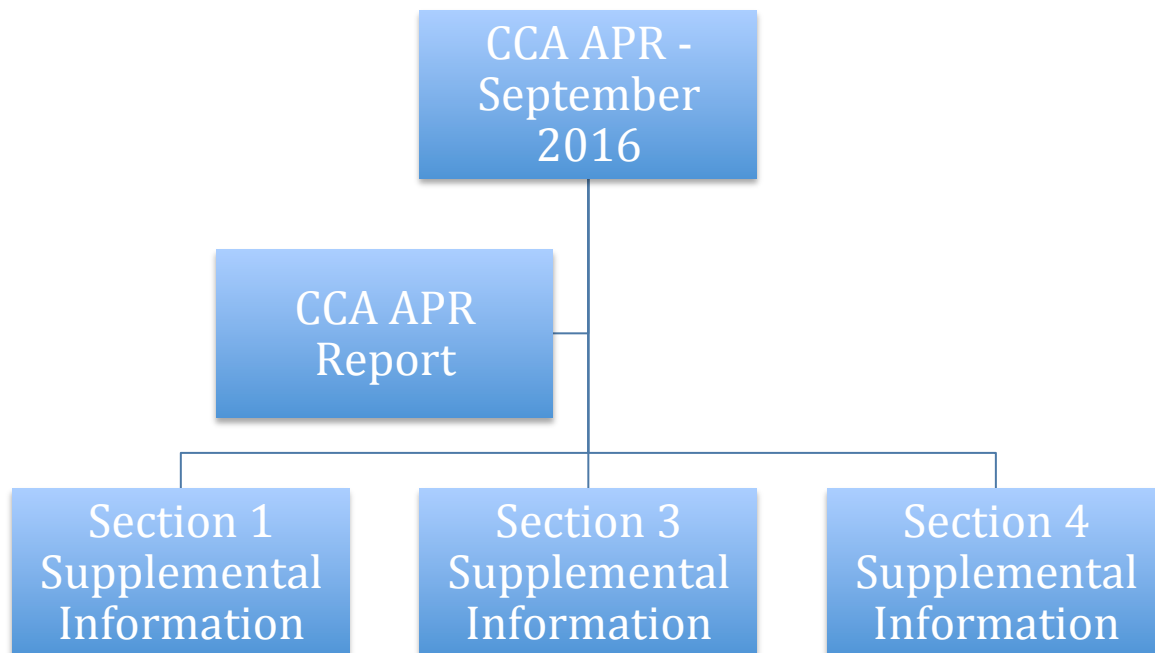 CCA APR -
September
2016
CCA APR
Report
Section 1
Supplemental
Information
Section 3
Supplemental
Information
Section 4
Supplemental
Information